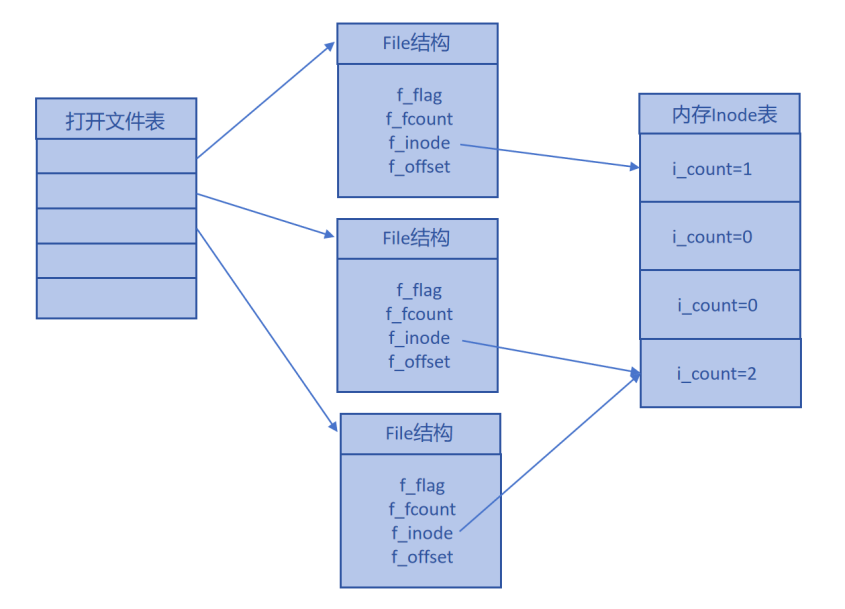 打开文件表
File结构
f_flag
f_fcount
f_inode
f_offset
File结构
f_flag
f_fcount
f_inode
f_offset
File结构
f_flag
f_fcount
f_inode
f_offset
内存Inode表
i_count=1
i_count=0
i_count=0
i_count=2